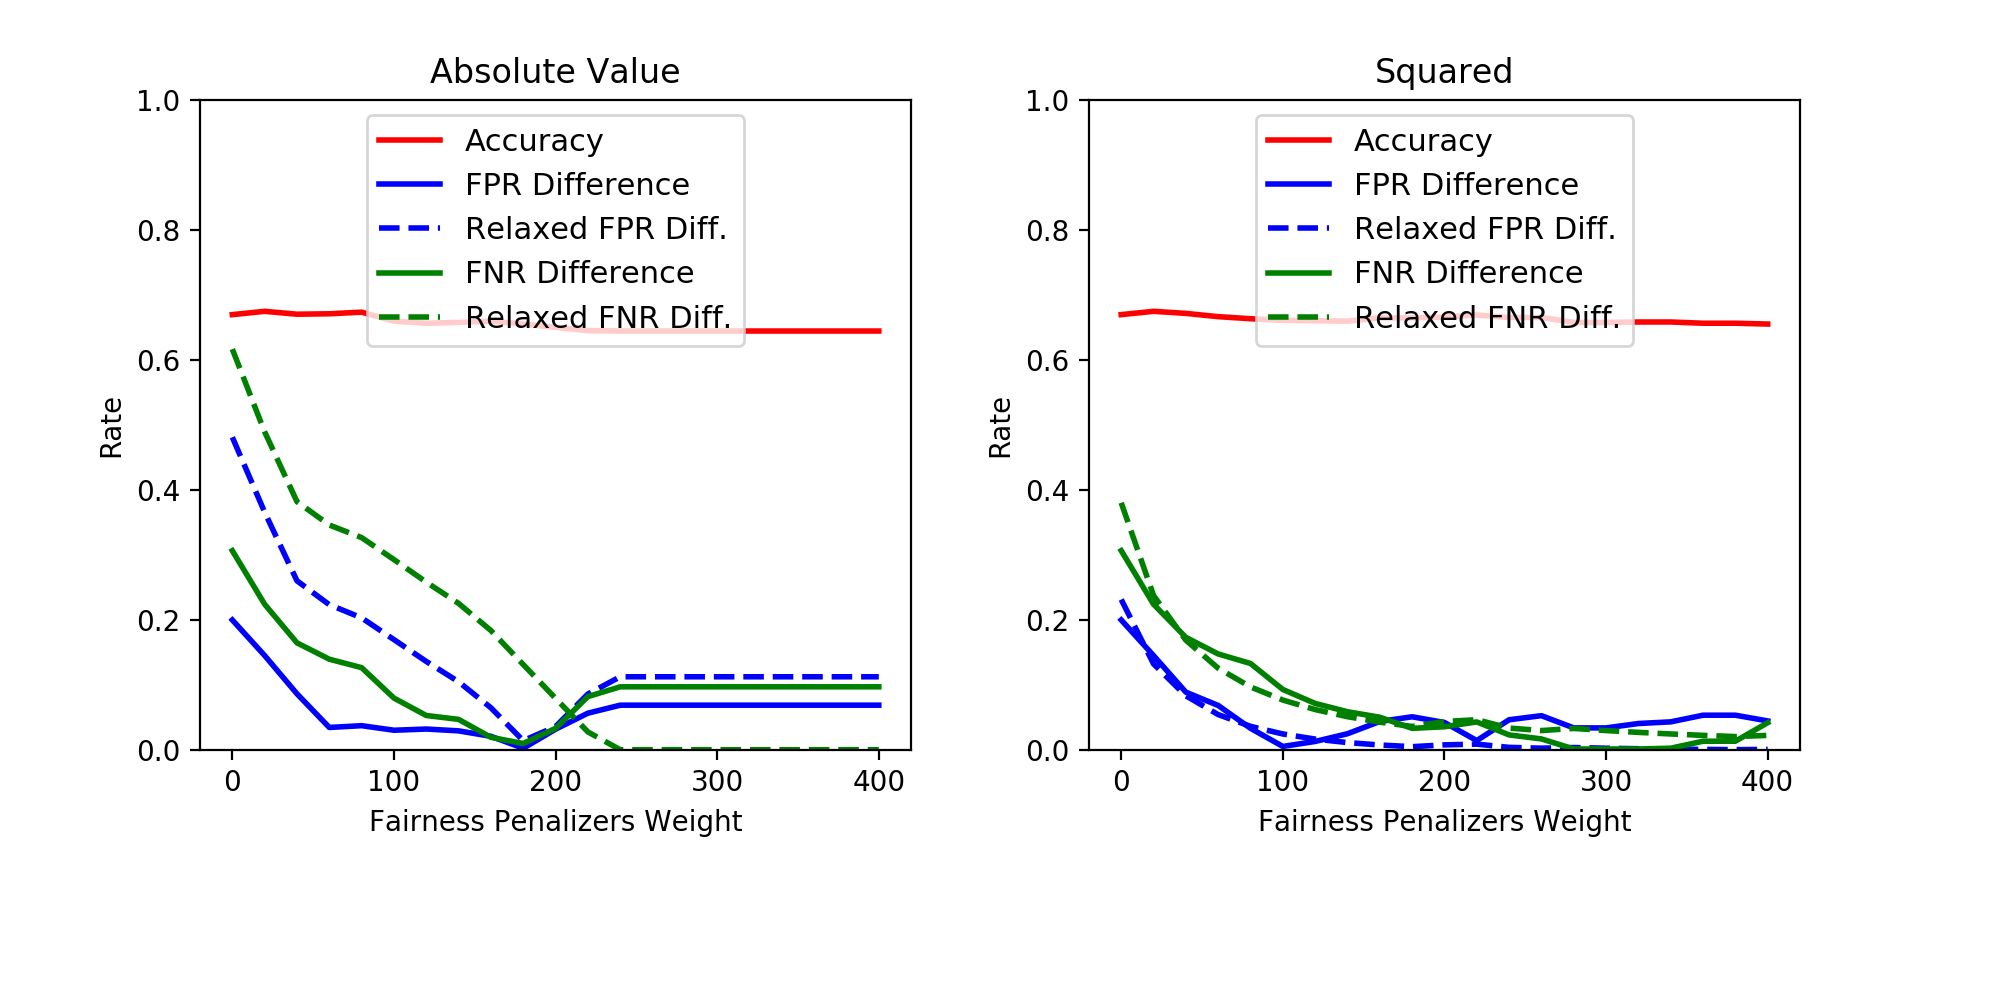 Absolute Value
1.0
0.8
0.6
0.4
0.2
0.0
Rate
Accuracy
FPR Difference
Relaxed FPR Diff.
FNR Difference
Relaxed FNR Diff.
0 100 200 300 400
Fairness Penalizers Weight
Squared
1.0
0.8
0.6
0.4
0.2
0.0
Rate
Accuracy
FPR Difference
Relaxed FPR Diff.
FNR Difference
Relaxed FNR Diff.
0 100 200 300 400
Fairness Penalizers Weight